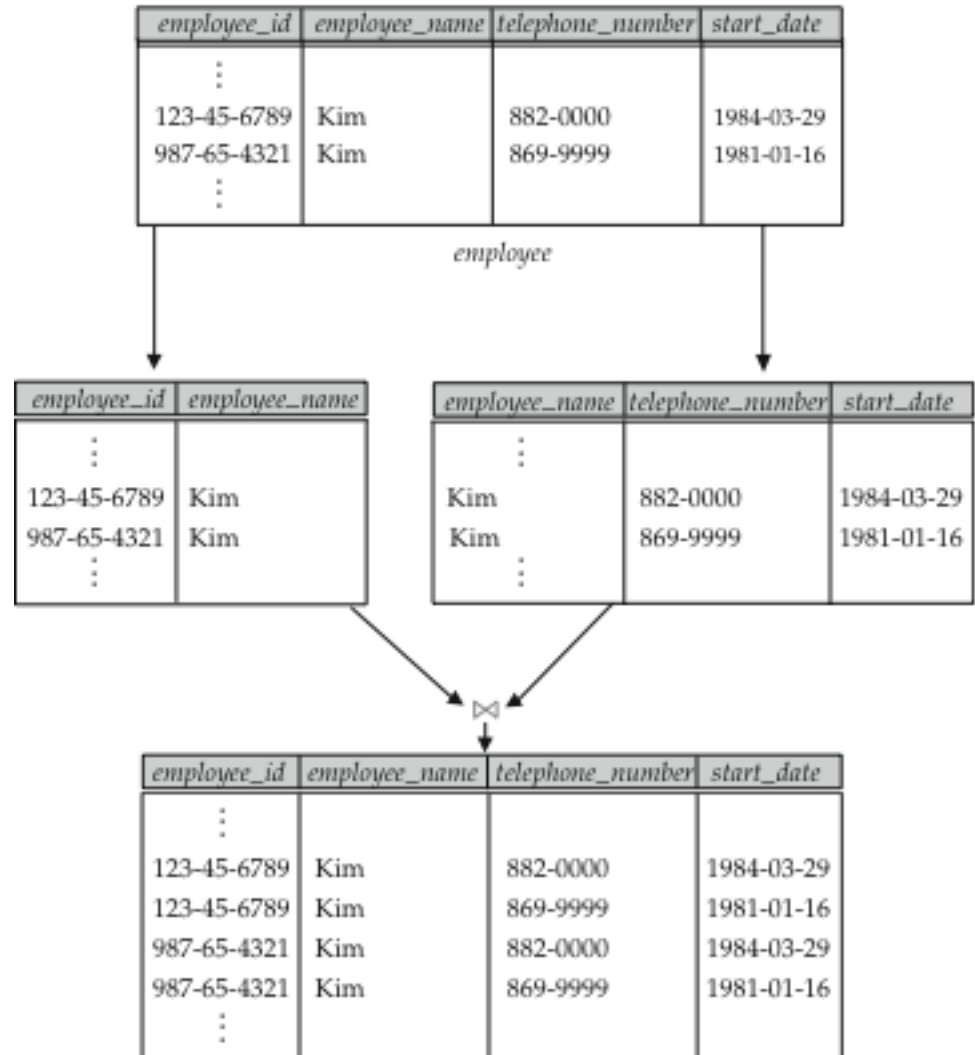 employee_id employee_name telephone_number start_date
⋮
123-45-6789 Kim 882-0000 1984-03-29
987-65-4321 Kim 869-9999 1981-01-16
⋮
employee
employee_id employee_name
⋮
123-45-6789 Kim
987-65-4321 Kim
⋮
employee_name telephone_number start_date
⋮
Kim 882-0000 1984-03-29
Kim 869-9999 1981-01-16
⋮
⋈
employee_id employee_name telephone_number start_date
⋮
123-45-6789 Kim 882-0000 1984-03-29
123-45-6789 Kim 869-9999 1981-01-16
987-65-4321 Kim 882-0000 1984-03-29
987-65-4321 Kim 869-9999 1981-01-16
⋮